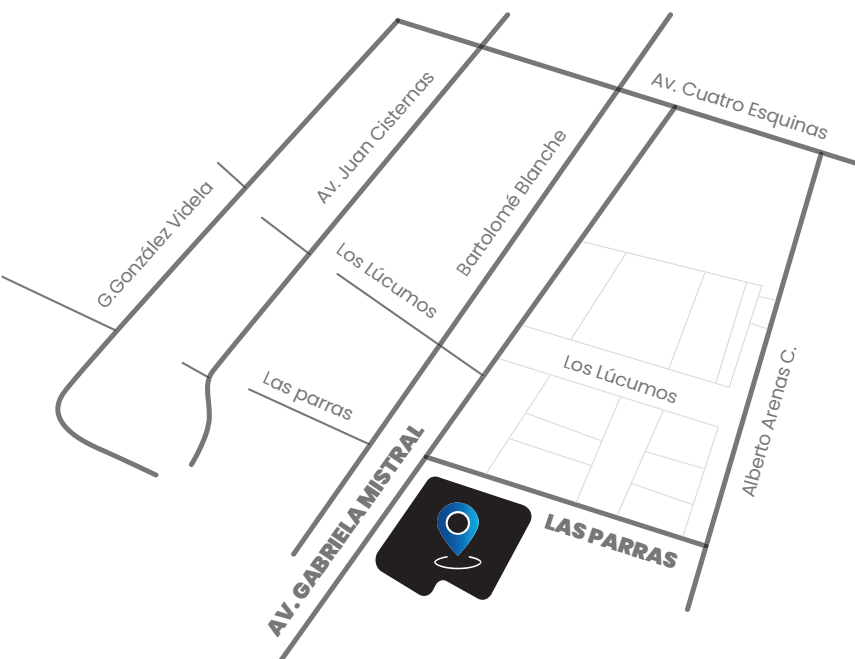 Av. Cuatro Esquinas
Av. Juan Cisternas
Bartolomé Blanche
G.González Videla
Los Lúcumos
Los Lúcumos
Las parras
Alberto Arenas C.
AV. GABRIELA MISTRAL
LAS PARRAS